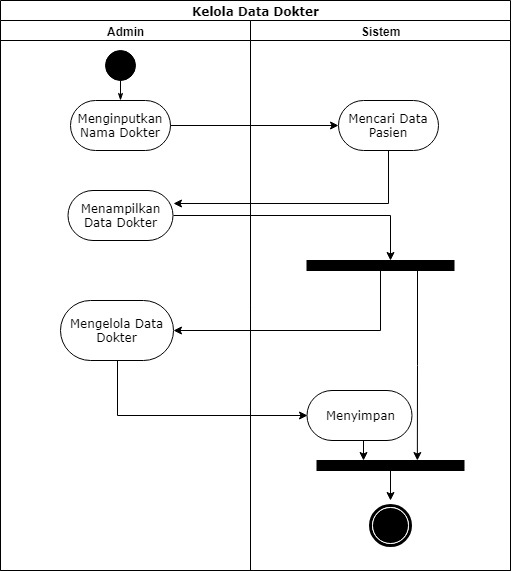 Kelola Data Dokter
Admin
Sistem
Menginputkan
Nama Dokter
Mencari Data
Pasien
Menampilkan
Data Dokter
Mengelola Data
Dokter
Menyimpan